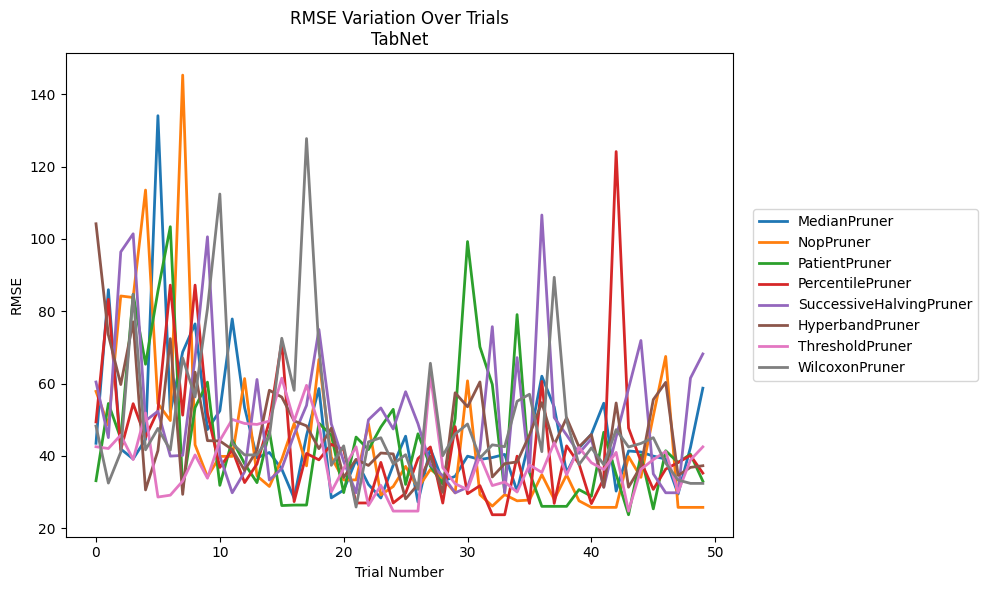 RMSE Variation Over Trials
TabNet
RMSE
140
120
100
80
60
40
20
0
10
20
30
40
50
Trial Number
MedianPruner
NopPruner
PatientPruner
PercentilePruner
SuccessiveHalvingPruner
HyperbandPruner
ThresholdPruner
WilcoxonPruner